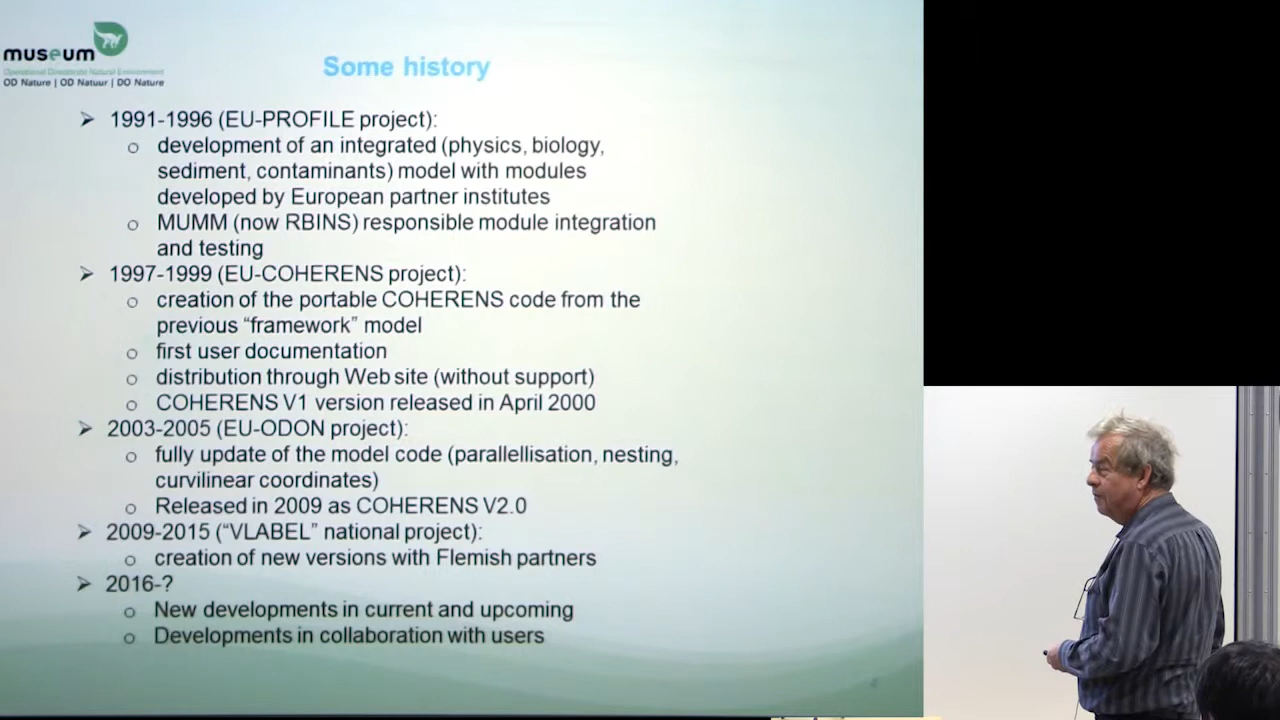 museum
Operational Directorate Natural Environment
OD Nature | OD Natuur | DO Nature
Some history
1991-1996 (EU-PROFILE project):
development of an integrated (physics, biology,
sediment, contaminants) model with modules
developed by European partner institutes
MUMM (now RBINS) responsible module integration
and testing
1997-1999 (EU-COHERENS project):
creation of the portable COHERENS code from the
previous “framework” model
first user documentation
distribution through Web site (without support)
COHERENS V1 version released in April 2000
2003-2005 (EU-ODON project):
fully update of the model code (parallellisation, nesting,
curvilinear coordinates)
Released in 2009 as COHERENS V2.0
2009-2015 (“VLABEL” national project):
creation of new versions with Flemish partners
2016-?
New developments in current and upcoming
Developments in collaboration with users